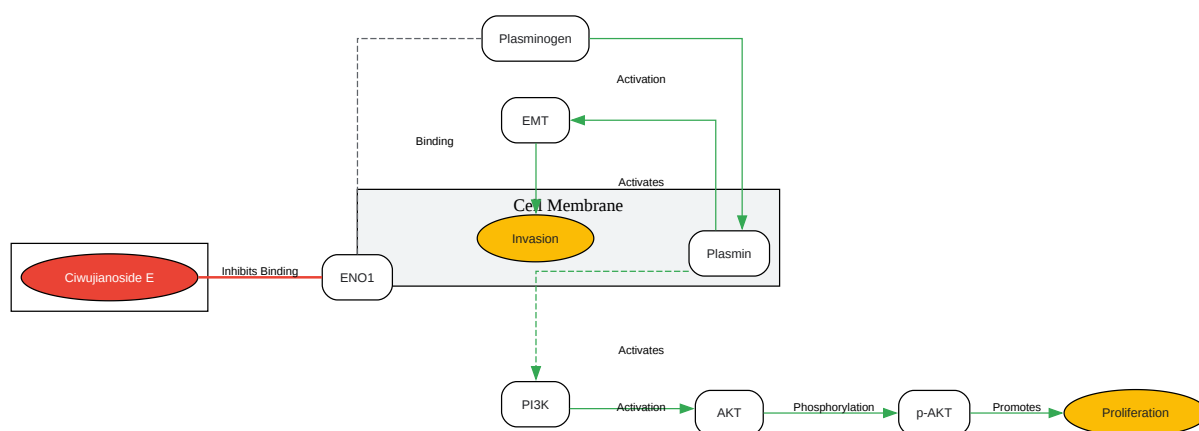 Plasminogen
Activation
EMT
Binding
Activates
Cell Membrane
Invasion
Plasmin
Ciwujianoside E
Inhibits Binding
ENO1
Activates
PI3K
Activation
AKT
Phosphorylation
p-AKT
Promotes
Proliferation